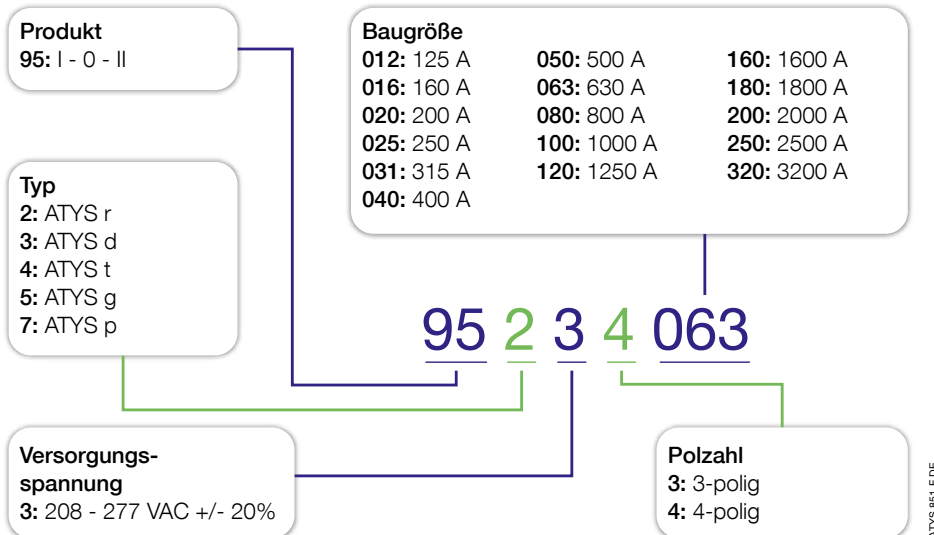 Produkt
95: I - 0 - II
Baugröße
012: 125 A
016: 160 A
020: 200 A
025: 250 A
031: 315 A
040: 400 A
050: 500 A
063: 630 A
080: 800 A
100: 1000 A
120: 1250 A
160: 1600 A
180: 1800 A
200: 2000 A
250: 2500 A
320: 3200 A
Typ
2: ATYS r
3: ATYS d
4: ATYS t
5: ATYS g
7: ATYS p
95 2 3 4 063
Versorgungs-
spannung
3: 208 - 277 VAC +/- 20%
Polzahl
3: 3-polig
4: 4-polig